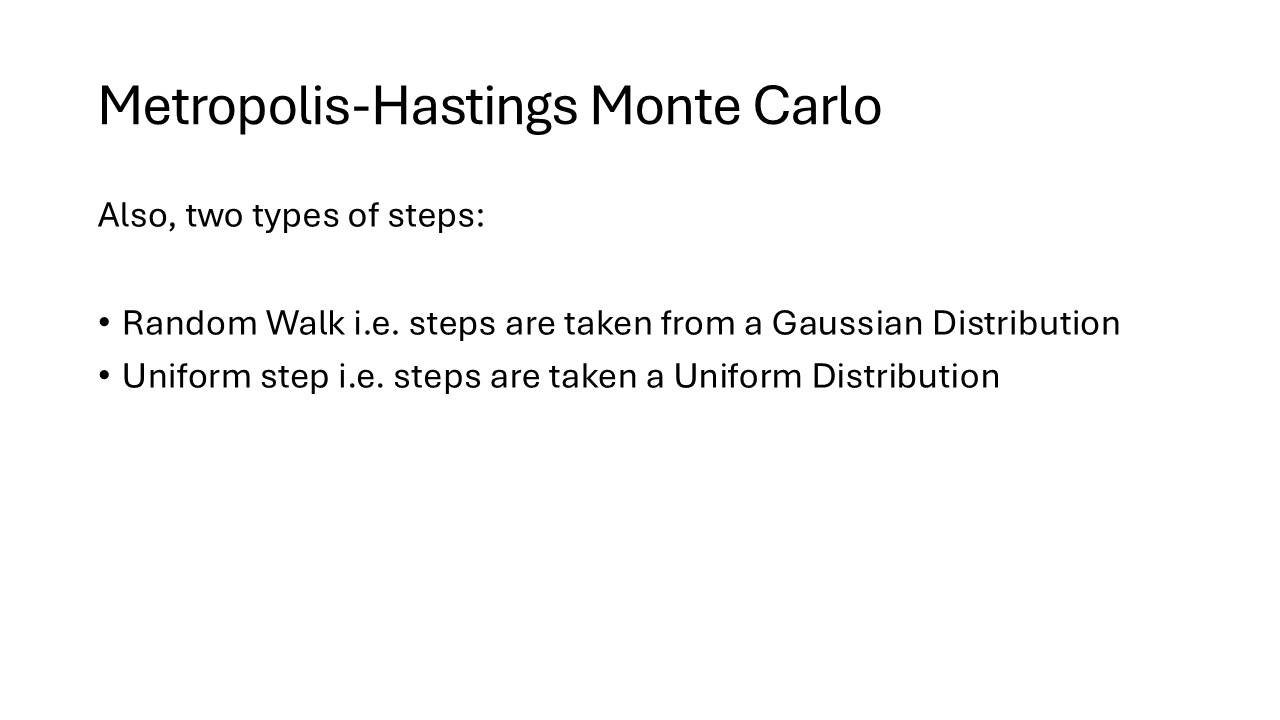 Metropolis-Hastings Monte Carlo
Also, two types of steps:
• Random Walk i.e. steps are taken from a Gaussian Distribution
• Uniform step i.e. steps are taken a Uniform Distribution